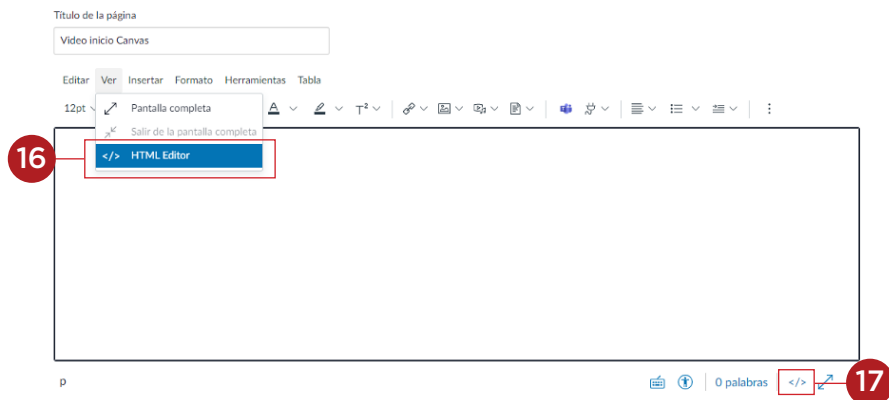 Título de la página
Video inicio Canvas
Editar Ver Insertar Formato Herramientas Tabla
12pt Pantalla completa A T²
Salir de la pantalla completa
16 </> HTML Editor
p 0 palabras </> 17